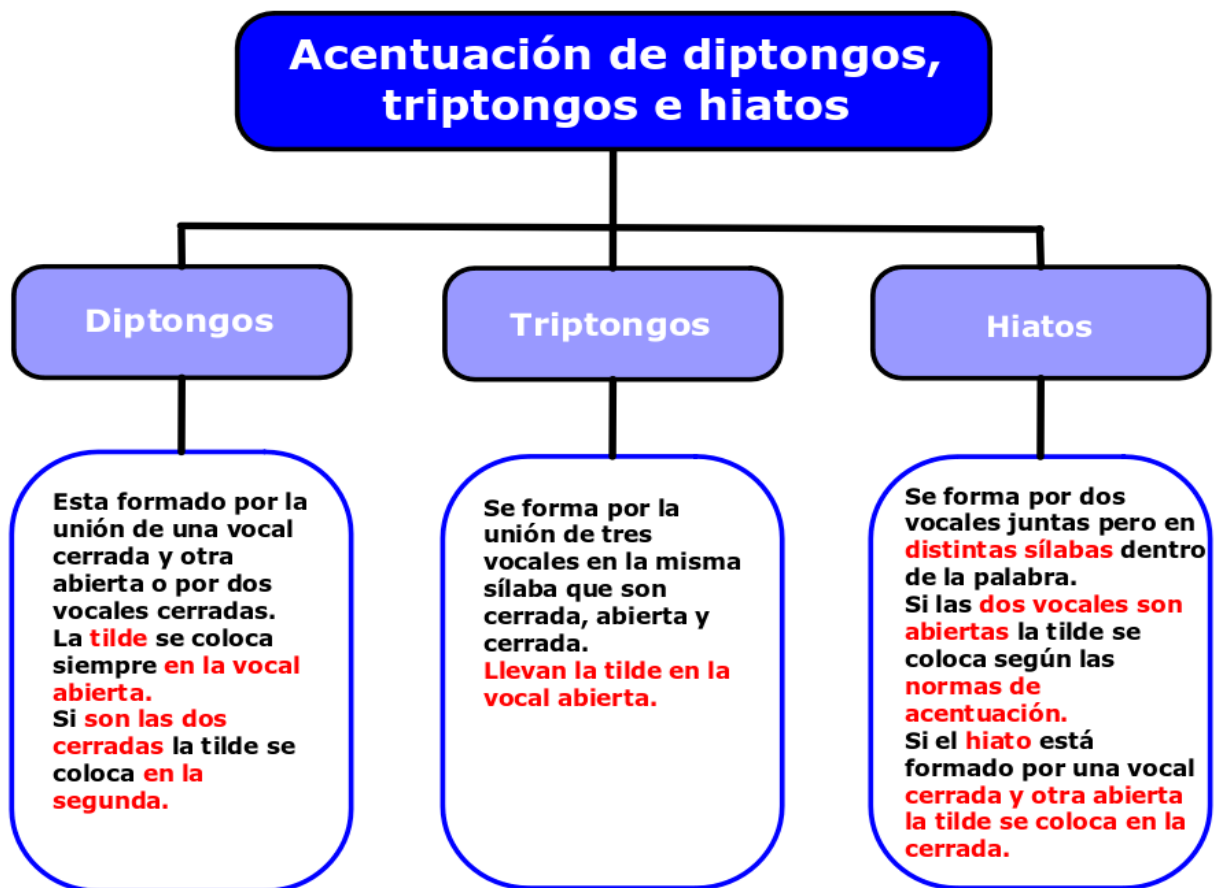 Acentuación de diptongos,
triptongos e hiatos
Diptongos
Triptongos
Hiatos
Esta formado por la
unión de una vocal
cerrada y otra
abierta o por dos
vocales cerradas.
La tilde se coloca
siempre en la vocal
abierta.
Si son las dos
cerradas la tilde se
coloca en la
segunda.
Se forma por la
unión de tres
vocales en la misma
sílaba que son
cerrada, abierta y
cerrada.
Llevan la tilde en la
vocal abierta.
Se forma por dos
vocales juntas pero en
distintas sílabas dentro
de la palabra.
Si las dos vocales son
abiertas la tilde se
coloca según las
normas de
acentuación.
Si el hiato está
formado por una vocal
cerrada y otra abierta
la tilde se coloca en la
cerrada.